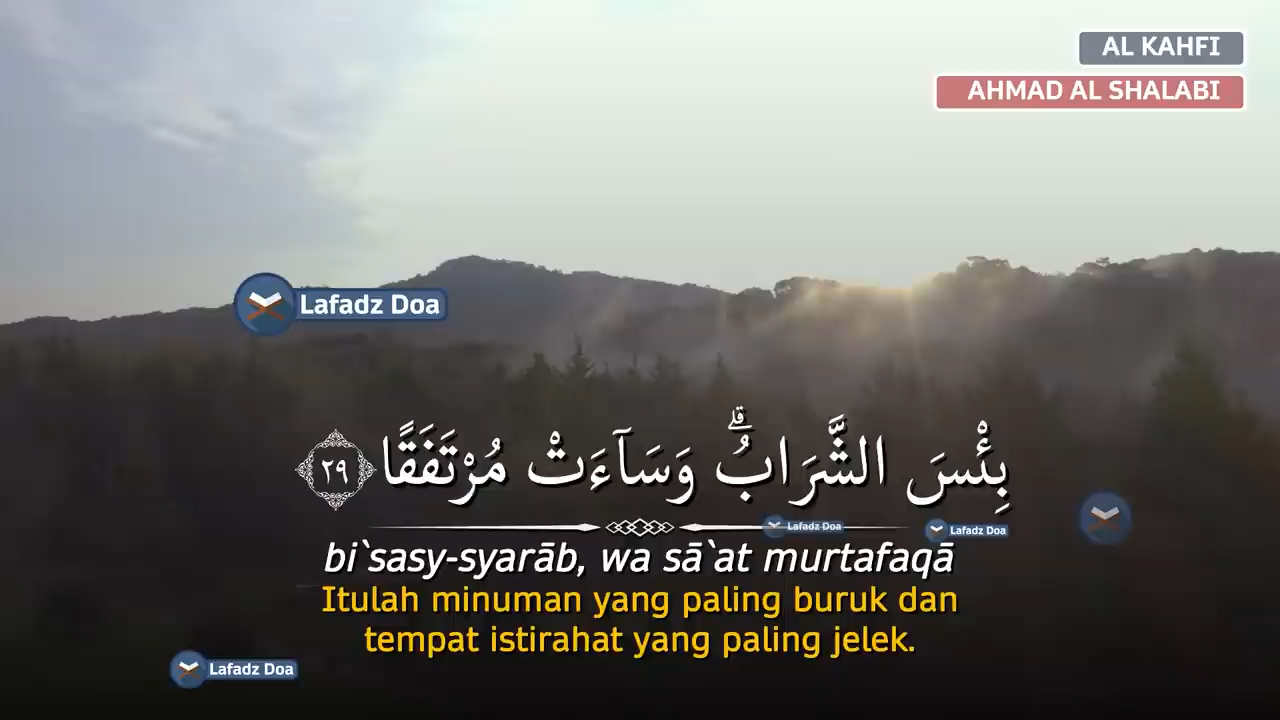 AL KAHFI
AHMAD AL SHALABI
Lafadz Doa
بِئْسَ الشَّرَابُۗ وَسَآءَتْ مُرْتَفَقًا ٢٩
Lafadz Doa
Lafadz Doa
bi`sasy-syarāb, wa sā`at murtafaqā
Itulah minuman yang paling buruk dan
tempat istirahat yang paling jelek.
Lafadz Doa